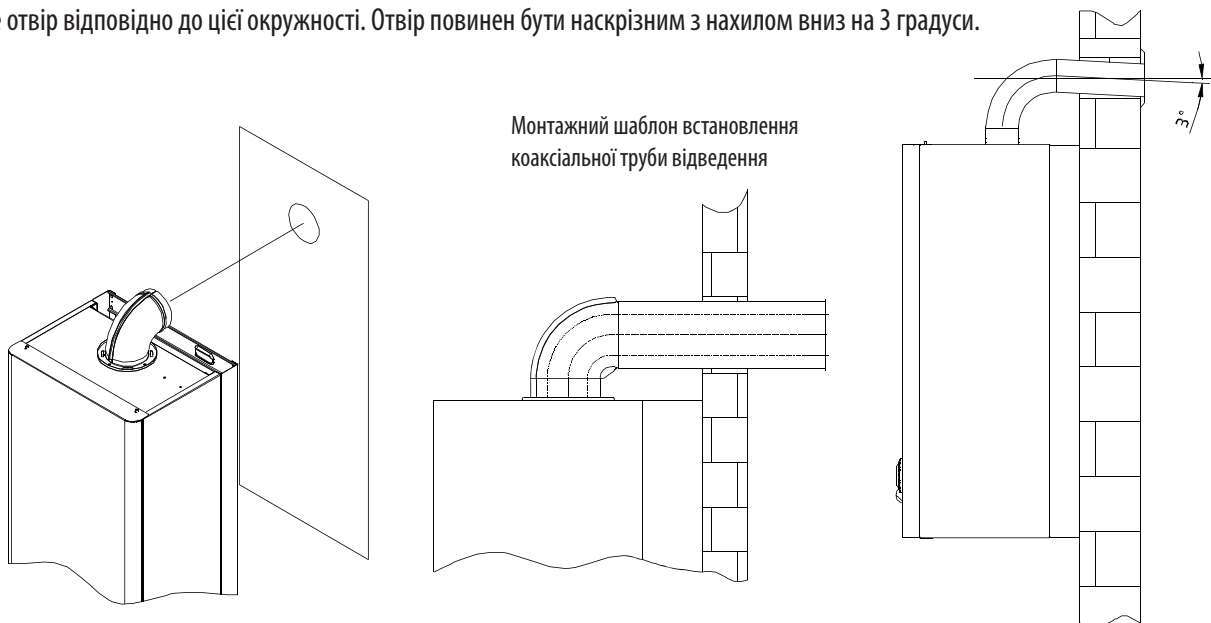 е отвір відповідно до цієї окружності. Отвір повинен бути наскрізним з нахилом вниз на 3 градуси.
Монтажний шаблон встановлення
коаксіальної труби відведення
3°